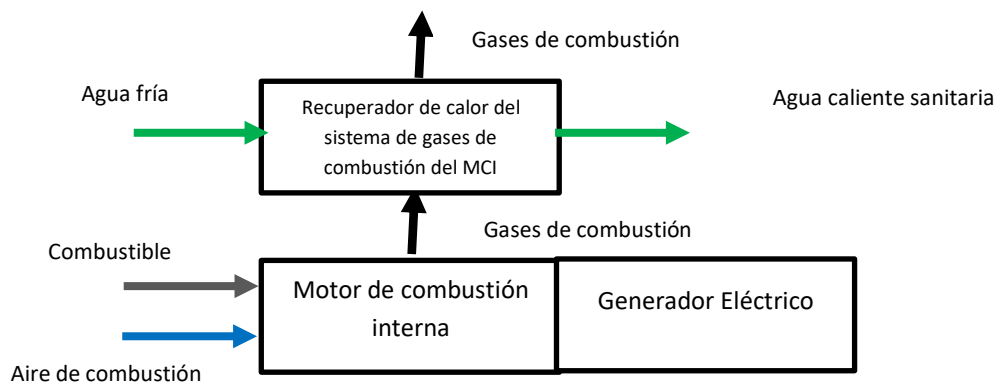 Gases de combustión
Agua fría
Recuperador de calor del
sistema de gases de
combustión del MCI
Agua caliente sanitaria
Gases de combustión
Combustible
Motor de combustión
interna
Generador Eléctrico
Aire de combustión